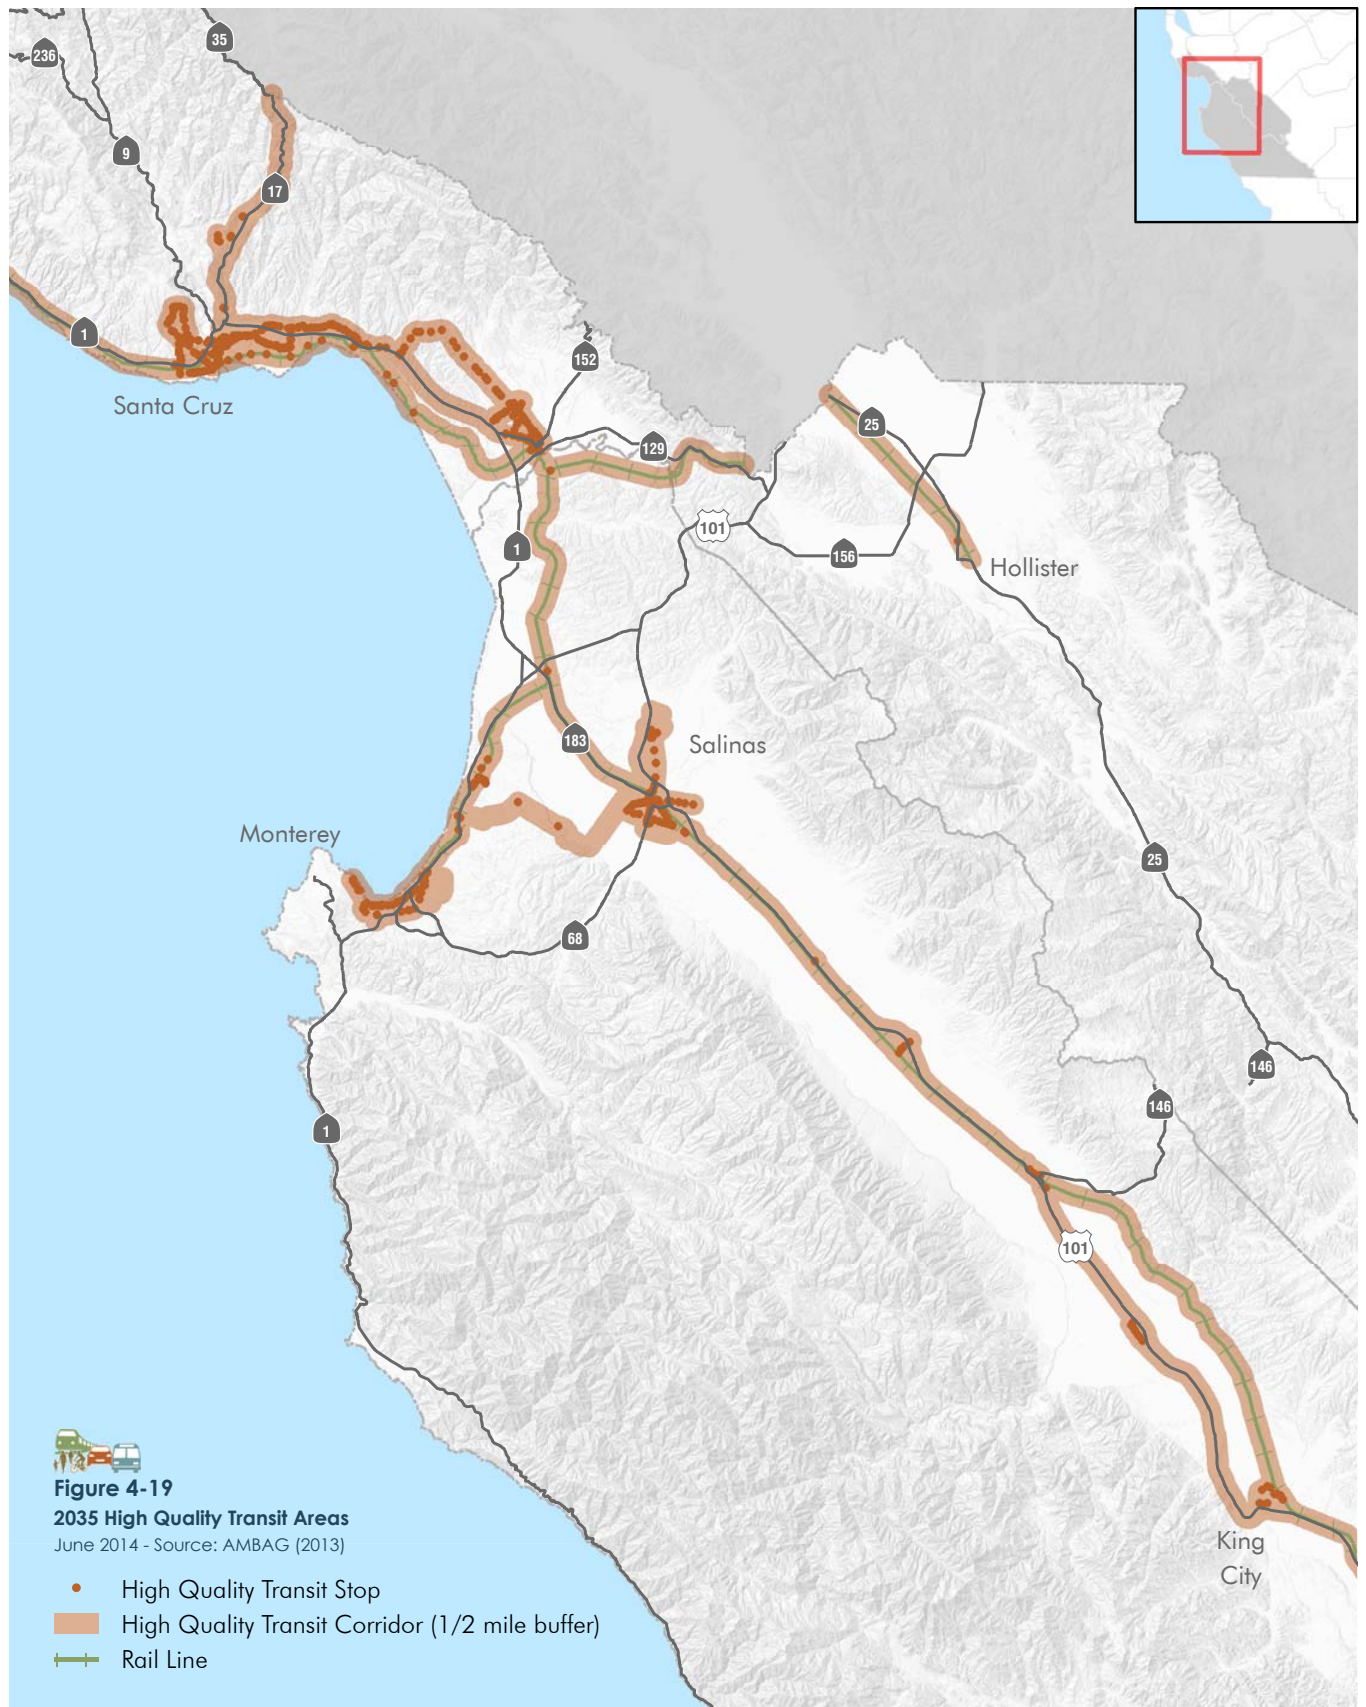 35
236
9
17
1
152
Santa Cruz
25
129
101
1
156
Hollister
183
Salinas
Monterey
25
68
146
146
1
101
Figure 4-19
2035 High Quality Transit Areas
June 2014 - Source: AMBAG (2013)
King
City
High Quality Transit Stop
High Quality Transit Corridor (1/2 mile buffer)
Rail Line